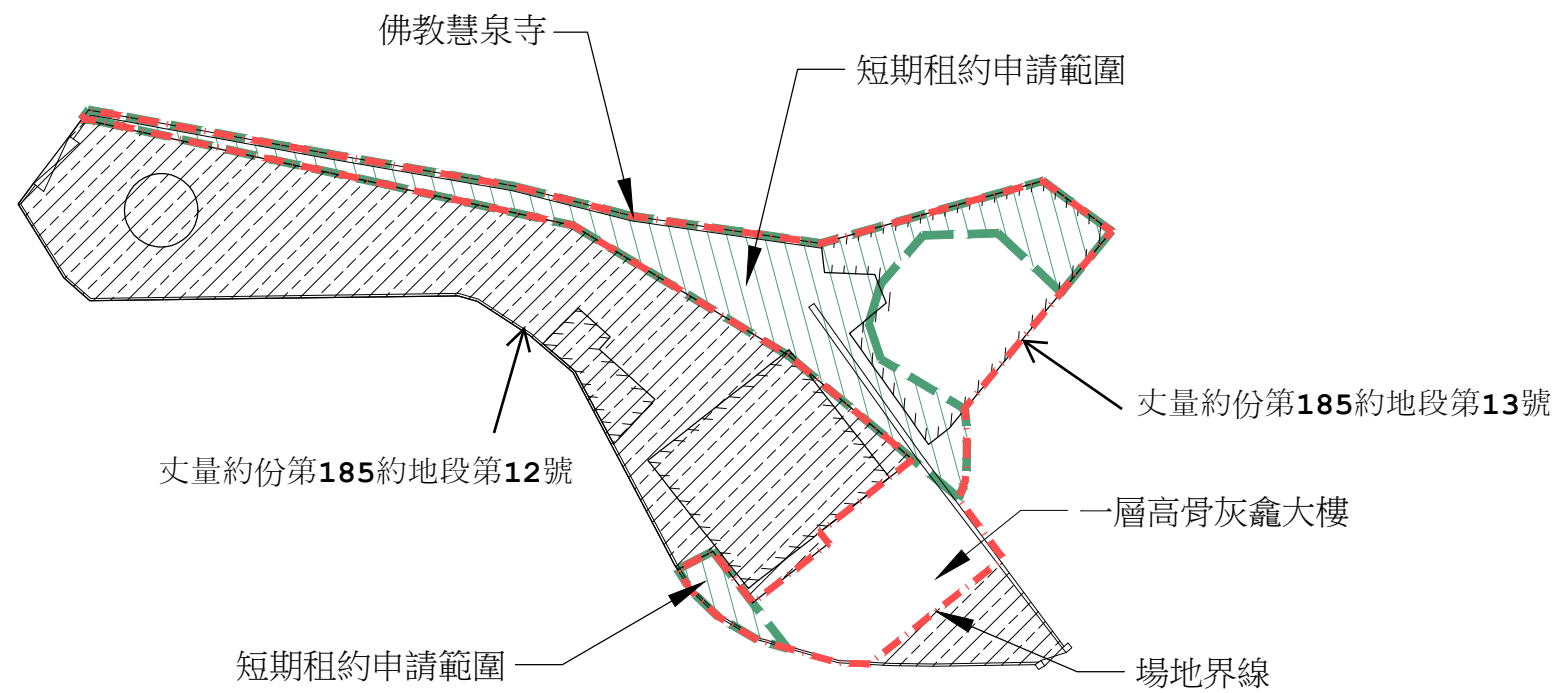 佛教慧泉寺
短期租約申請範圍
丈量約份第185約地段第13號
丈量約份第185約地段第12號
一層高骨灰龕大樓
短期租約申請範圍
場地界線